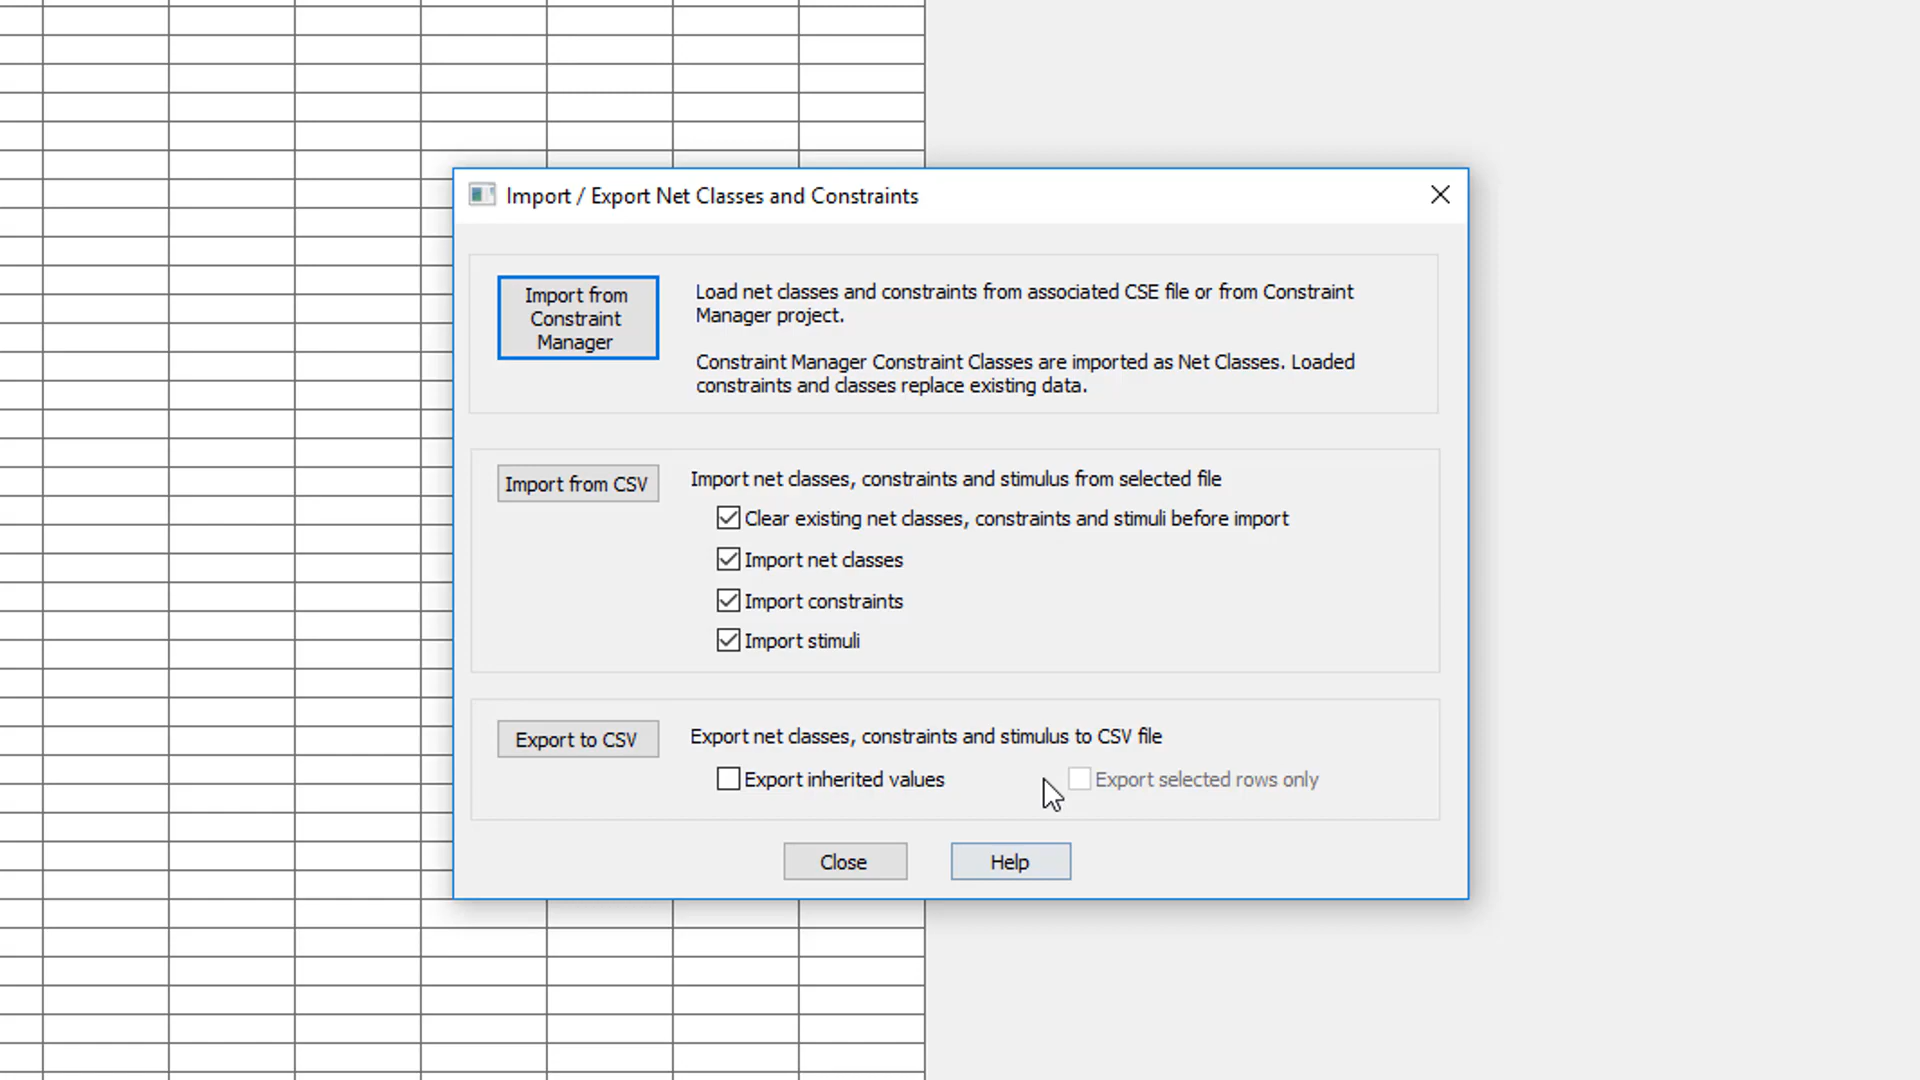 Import / Export Net Classes and Constraints
Import from
Constraint
Manager
Load net classes and constraints from associated CSE file or from Constraint
Manager project.
Constraint Manager Constraint Classes are imported as Net Classes. Loaded
constraints and classes replace existing data.
Import from CSV
Import net classes, constraints and stimulus from selected file
Clear existing net classes, constraints and stimuli before import
Import net classes
Import constraints
Import stimuli
Export to CSV
Export net classes, constraints and stimulus to CSV file
Export inherited values
Export selected rows only
Close
Help